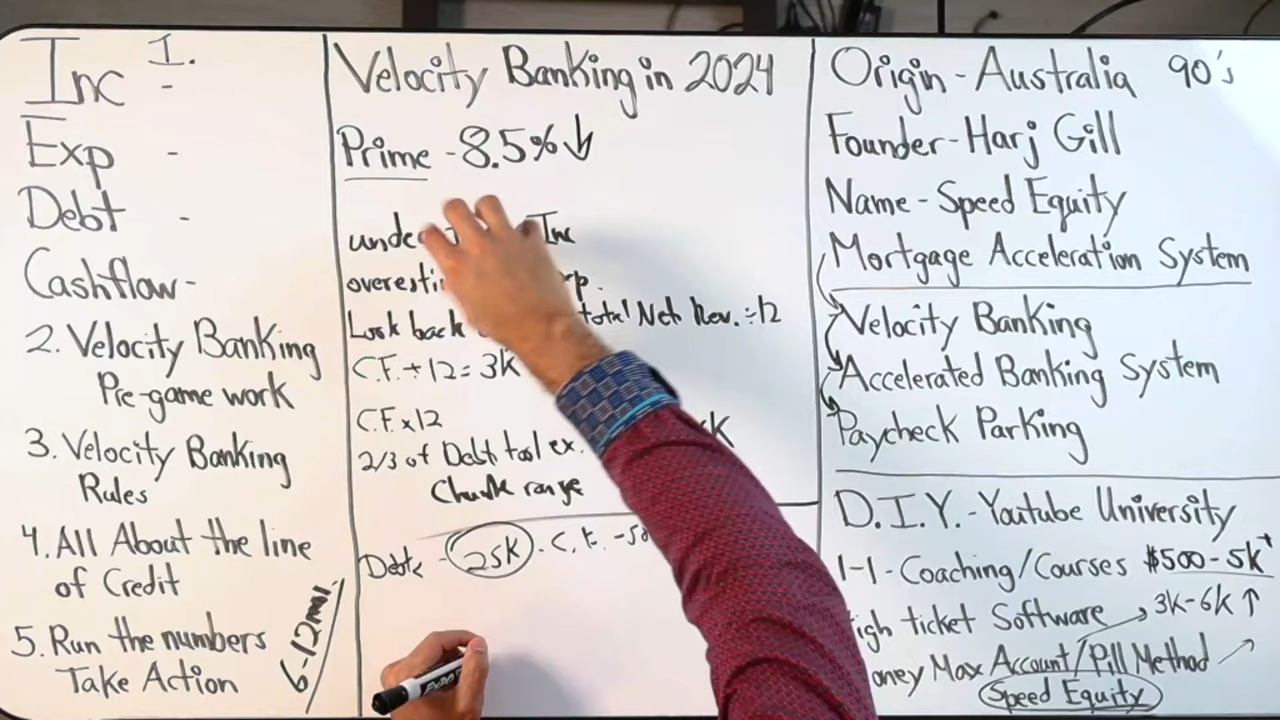 Inc 1. -
Exp -
Debt -
Cashflow -
2. Velocity Banking
Pre-game work
3. Velocity Banking
Rules
4. All About the line
of Credit
5. Run the numbers
Take Action
6-12mo.
Velocity Banking in 2024
Prime - 8.5% ↓
Inc
Look back
total Net Rev. ÷ 12
C.F. ÷ 12 = 3K
C.F. x 12
2/3 of Debt tool ex.
Chunk range
Debt - 25K - C.F. -
Origin - Australia 90's
Founder - Harj Gill
Name - Speed Equity
Mortgage Acceleration System
Velocity Banking
Accelerated Banking System
Paycheck Parking
D.I.Y. - Youtube University
1-1 - Coaching/Courses $500 - 5K+
igh ticket Software → 3K-6K ↑
oney Max Account/Pill Method
Speed Equity
EXPO